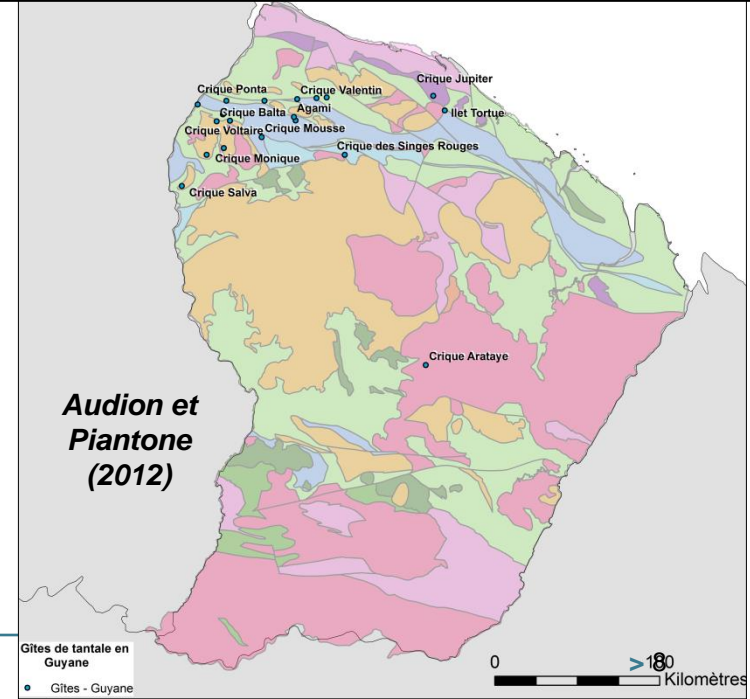 Crique Ponta
Crique Valentin
Crique Jupiter
Crique Balta
Agami
Ilet Tortue
Crique Voltaire
Crique Mousse
Crique des Singes Rouges
Crique Monique
Crique Salva
Crique Arataye
Audion et
Piantone
(2012)
Gîtes de tantale en
Guyane
Gîtes - Guyane
0
Kilomètres